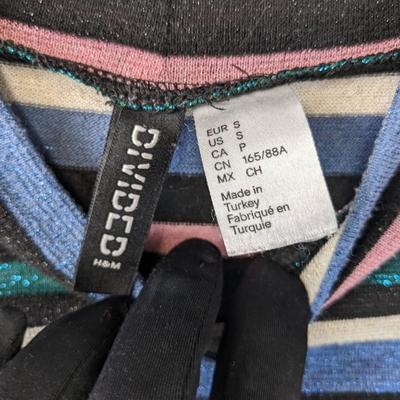 DIVIDED
H&M
EUR S
US S
CA P
CN 165/88A
MX CH
Made in
Turkey
Fabriqué en
Turquie